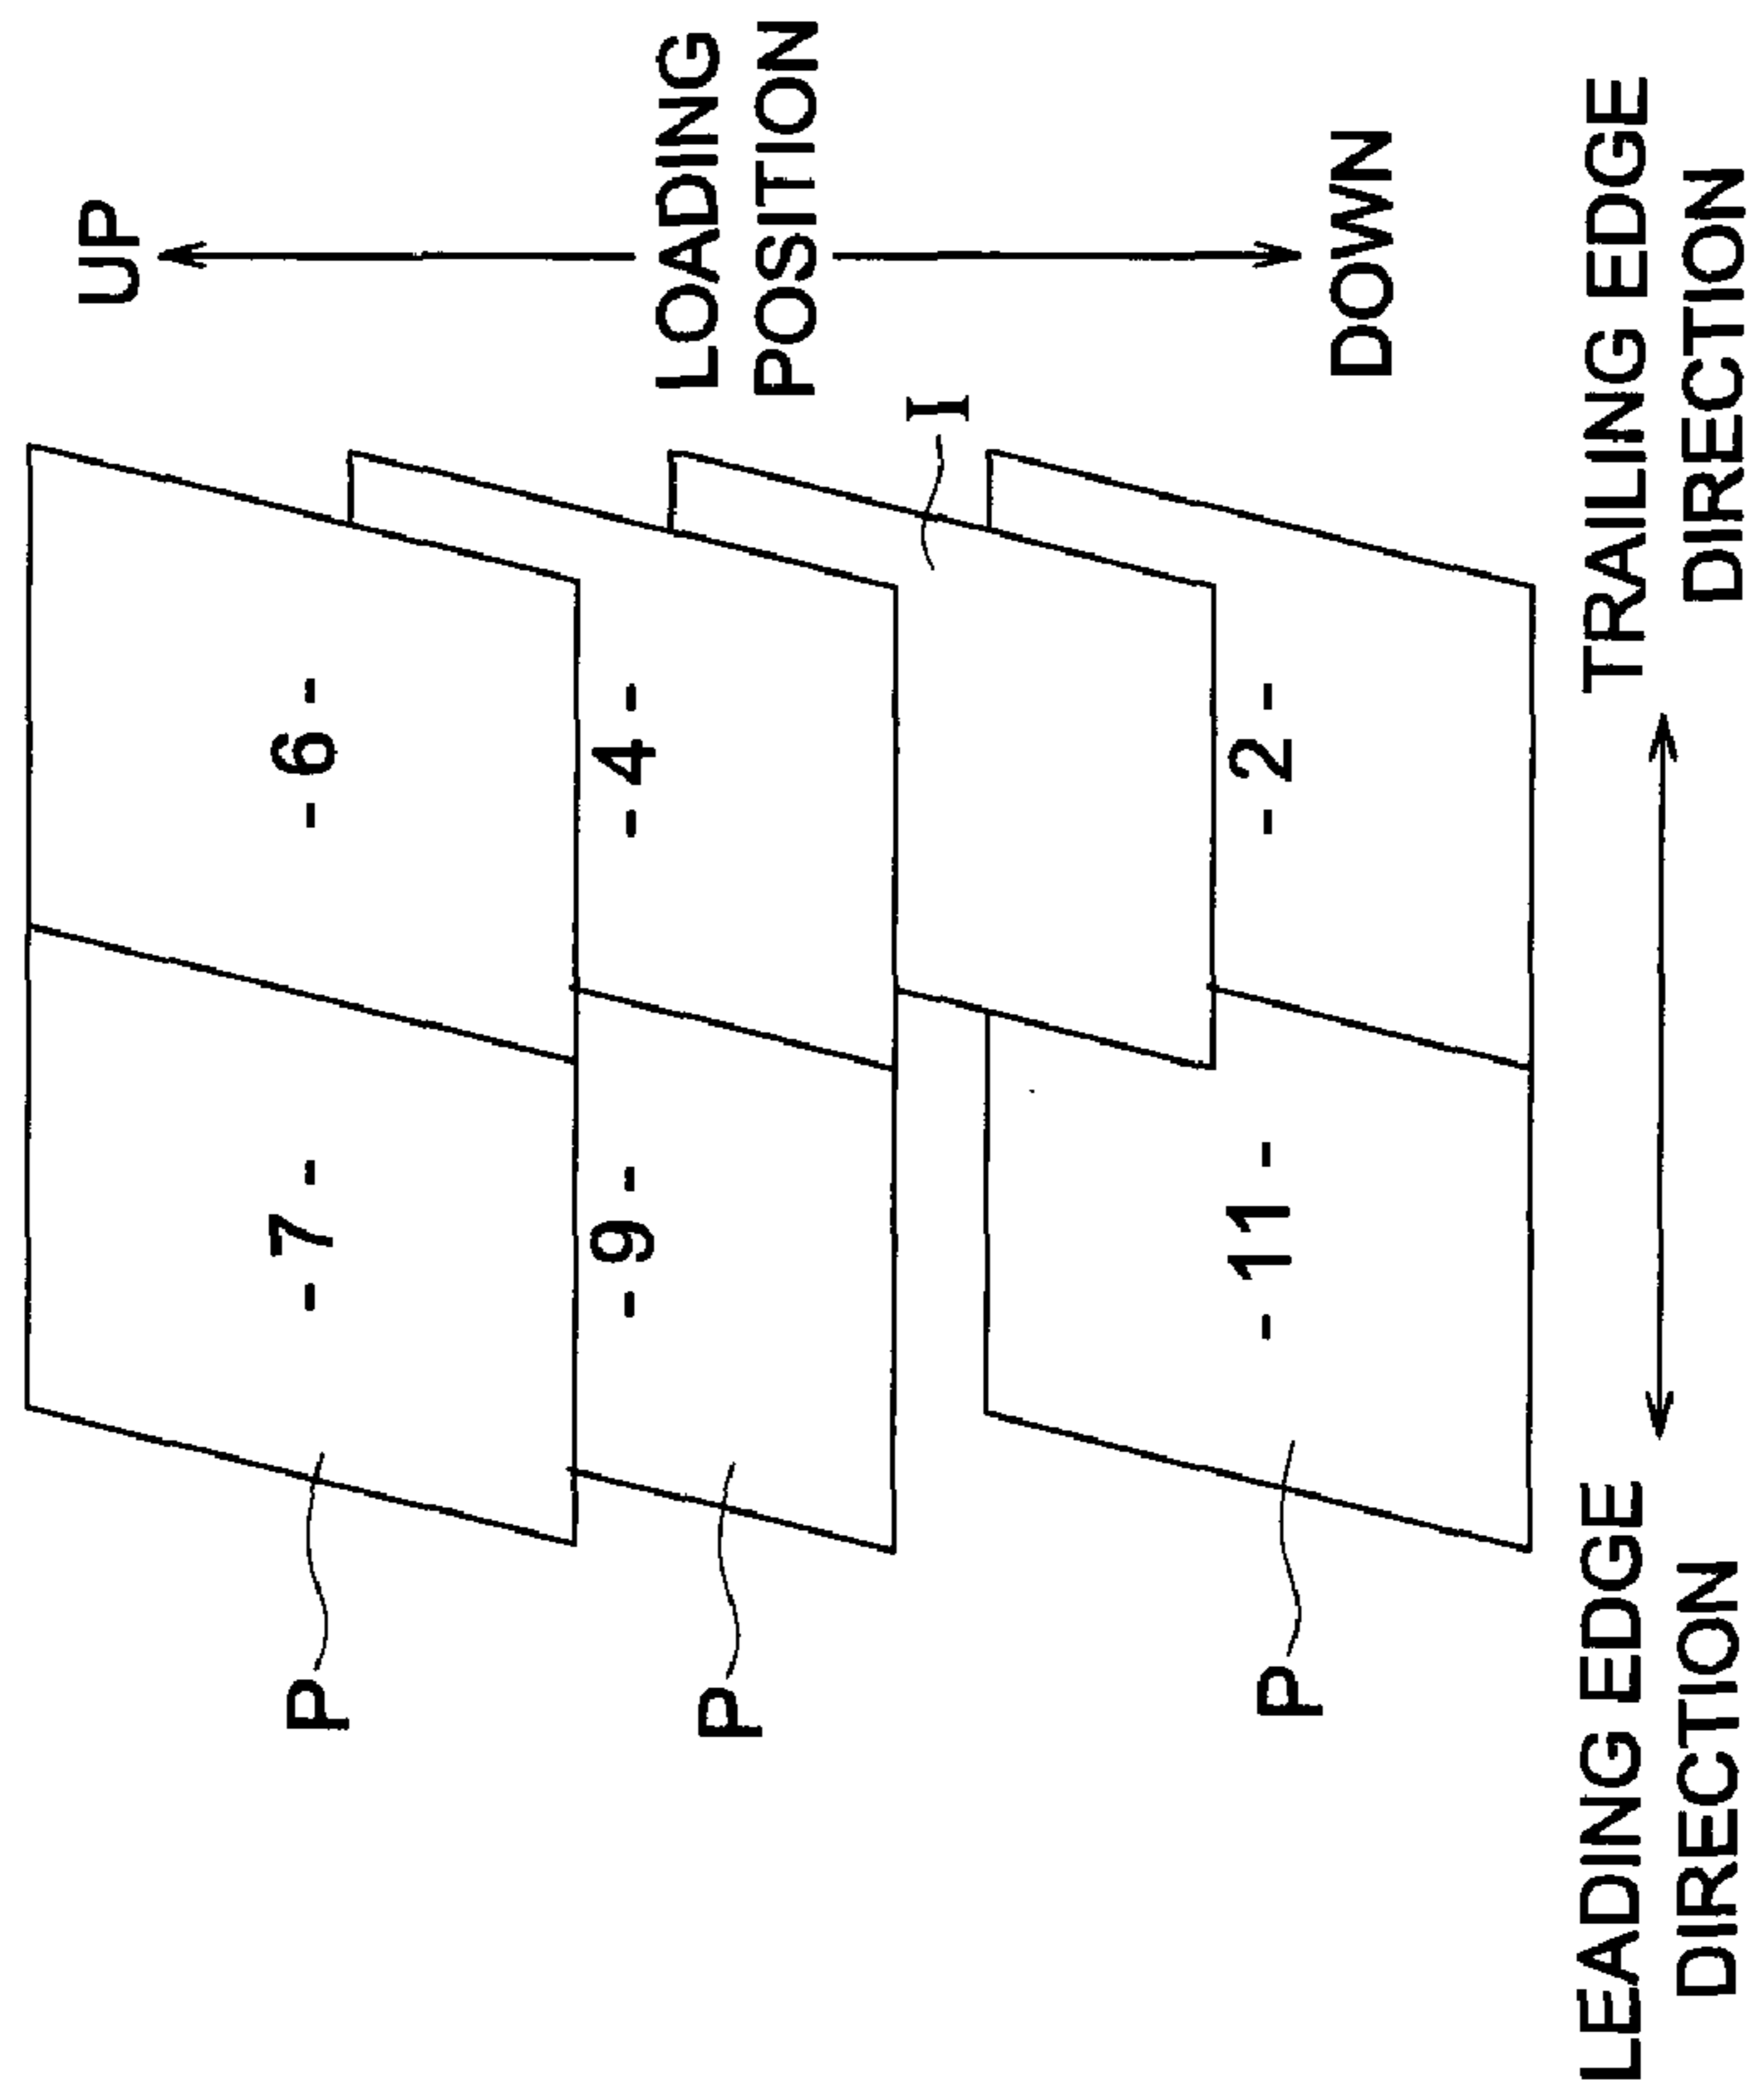 UP
LOADING
POSITION
DOWN
I
- 6 -
- 4 -
- 2 -
- 7 -
- 9 -
- 11 -
P
P
P
TRAILING EDGE
DIRECTION
LEADING EDGE
DIRECTION